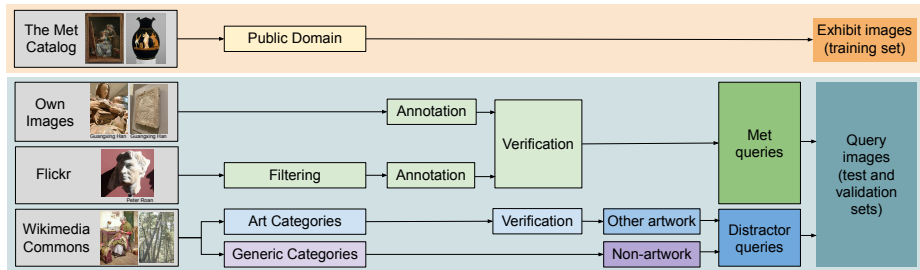 The Met
Catalog
Public Domain
Exhibit images
(training set)
Own
Images
Guangxing Han Guangxing Han
Annotation
Verification
Met
queries
Query
images
(test and
validation
sets)
Flickr
Peter Roan
Filtering
Annotation
Wikimedia
Commons
Art Categories
Verification
Other artwork
Distractor
queries
Generic Categories
Non-artwork